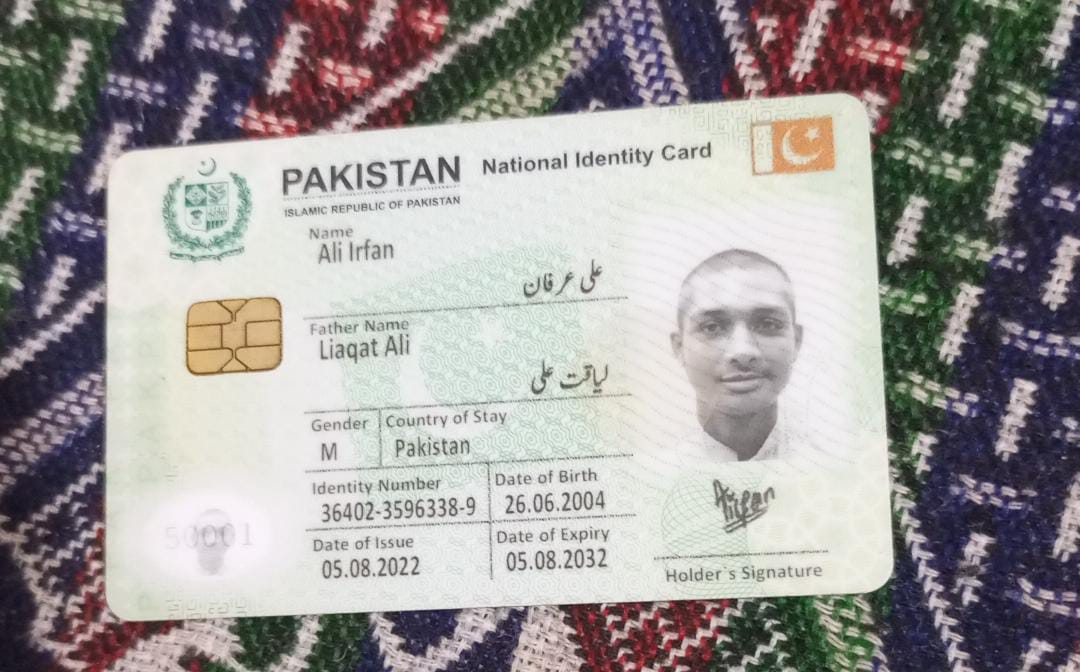 PAKISTAN National Identity Card
ISLAMIC REPUBLIC OF PAKISTAN
Name
Ali Irfan
علی عرفان
Father Name
Liaqat Ali
لیاقت علی
Gender Country of Stay
M Pakistan
Identity Number Date of Birth
36402-3596338-9 26.06.2004
Date of Issue Date of Expiry
05.08.2022 05.08.2032
50001
Holder`s Signature